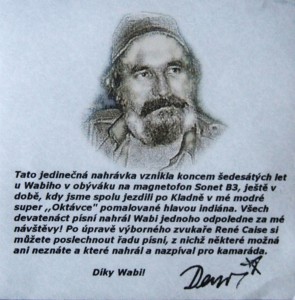 Tato jedinečná nahrávka vznikla koncem šedesátých let
u Wabiho v obýváku na magnetofon Sonet B3, ještě v
době, kdy jsme spolu jezdili po Kladně v mé modré
super ,,Oktávce" pomalované hlavou indiána. Všech
devatenáct písní nahrál Wabi jednoho odpoledne za mé
návštěvy! Po úpravě výborného zvukaře René Caise si
můžete poslechnout řadu písní, z nichž některé možná
ani neznáte a které nahrál a nazpíval pro kamaráda.
Díky Wabi!